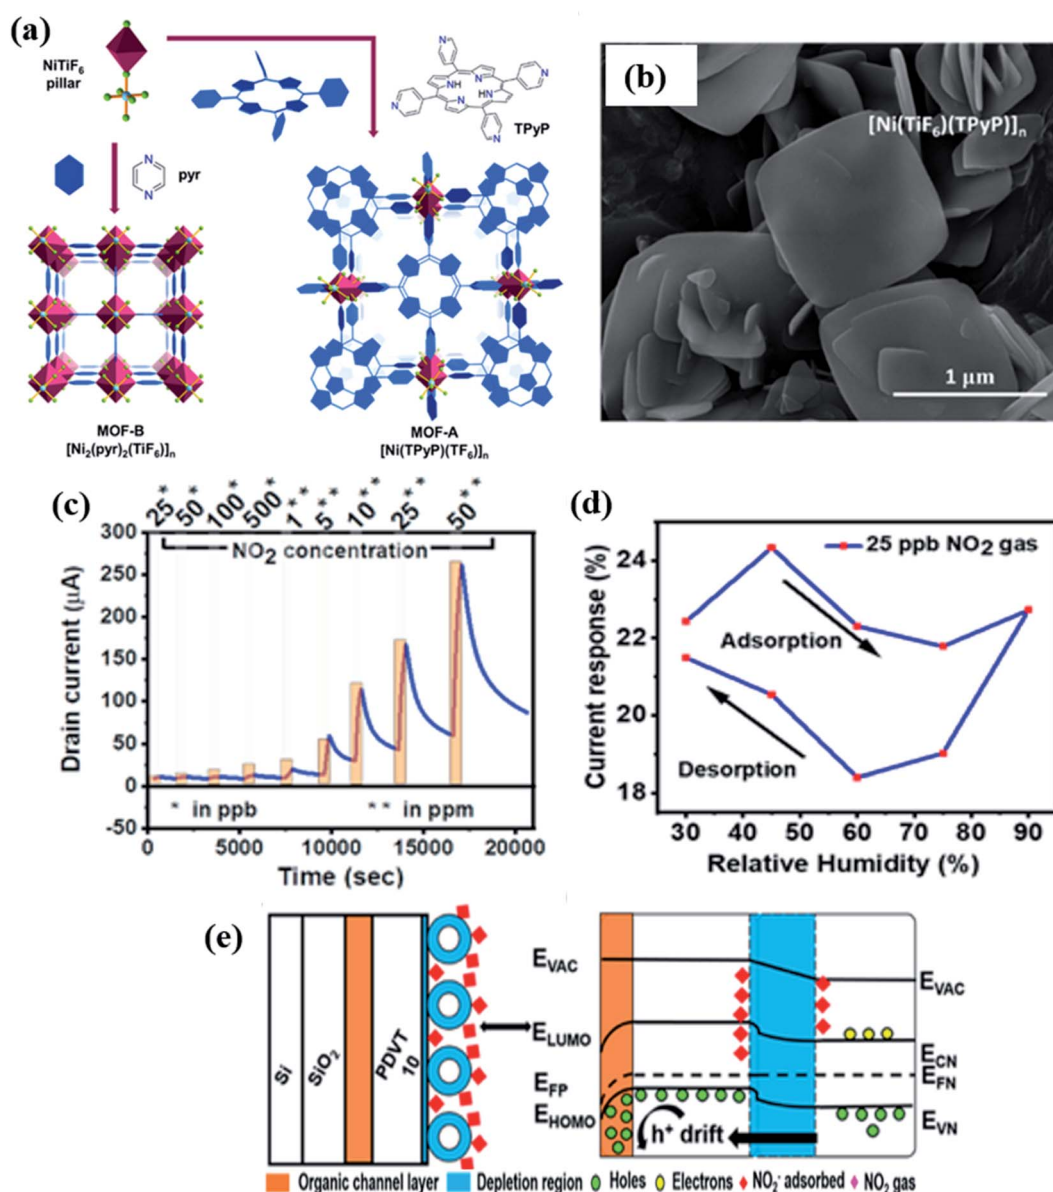 (a)
NiTiF6
pillar
TPyP
NH
N
N
HN
N
N
N
N
pyr
N
N
MOF-B
[Ni2(pyr)2(TiF6)]n
MOF-A
[Ni(TPyP)(TF6)]n
(b)
[Ni(TiF6)(TPyP)]n
1 μm
(c)
25* 50* 100* 500* 1** 5** 10** 25** 50**
NO2 concentration
300
250
200
150
100
50
0
-50
Drain current (μA)
* in ppb
** in ppm
0 5000 10000 15000 20000
Time (sec)
(d)
25 ppb NO2 gas
24
22
20
18
Current response (%)
Adsorption
Desorption
30 40 50 60 70 80 90
Relative Humidity (%)
(e)
Si
SiO2
PDVT
10
EVAC
ELUMO
EFP
EHOMO
EVAC
ECN
EFN
EVN
h+ drift
Organic channel layer
Depletion region
Holes
Electrons
NO2- adsorbed
NO2 gas